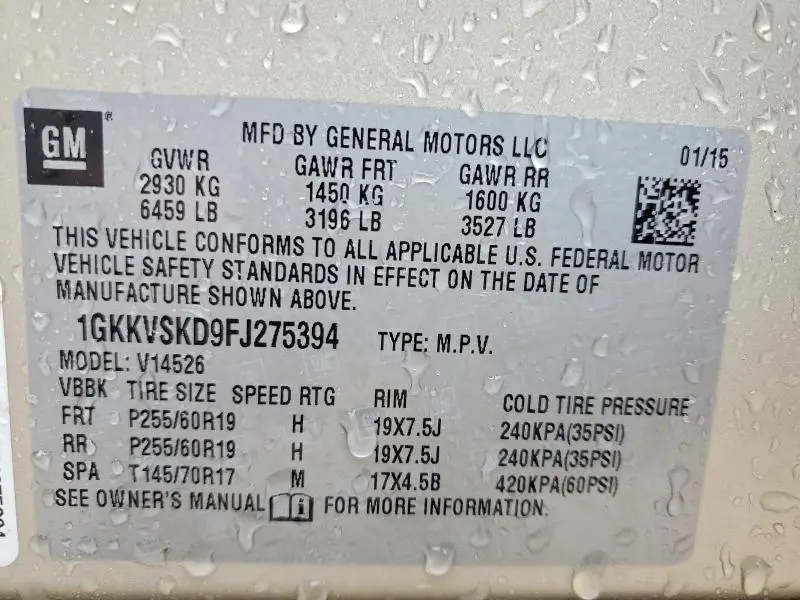 GM ®
MFD BY GENERAL MOTORS LLC
01/15
GVWR GAWR FRT GAWR RR
2930 KG 1450 KG 1600 KG
6459 LB 3196 LB 3527 LB
THIS VEHICLE CONFORMS TO ALL APPLICABLE U.S. FEDERAL MOTOR
VEHICLE SAFETY STANDARDS IN EFFECT ON THE DATE OF
MANUFACTURE SHOWN ABOVE.
1GKKVSKD9FJ275394 TYPE: M.P.V.
MODEL: V14526
VBBK TIRE SIZE SPEED RTG RIM COLD TIRE PRESSURE
FRT P255/60R19 H 19X7.5J 240KPA(35PSI)
RR P255/60R19 H 19X7.5J 240KPA(35PSI)
SPA T145/70R17 M 17X4.5B 420KPA(60PSI)
SEE OWNER'S MANUAL i FOR MORE INFORMATION.